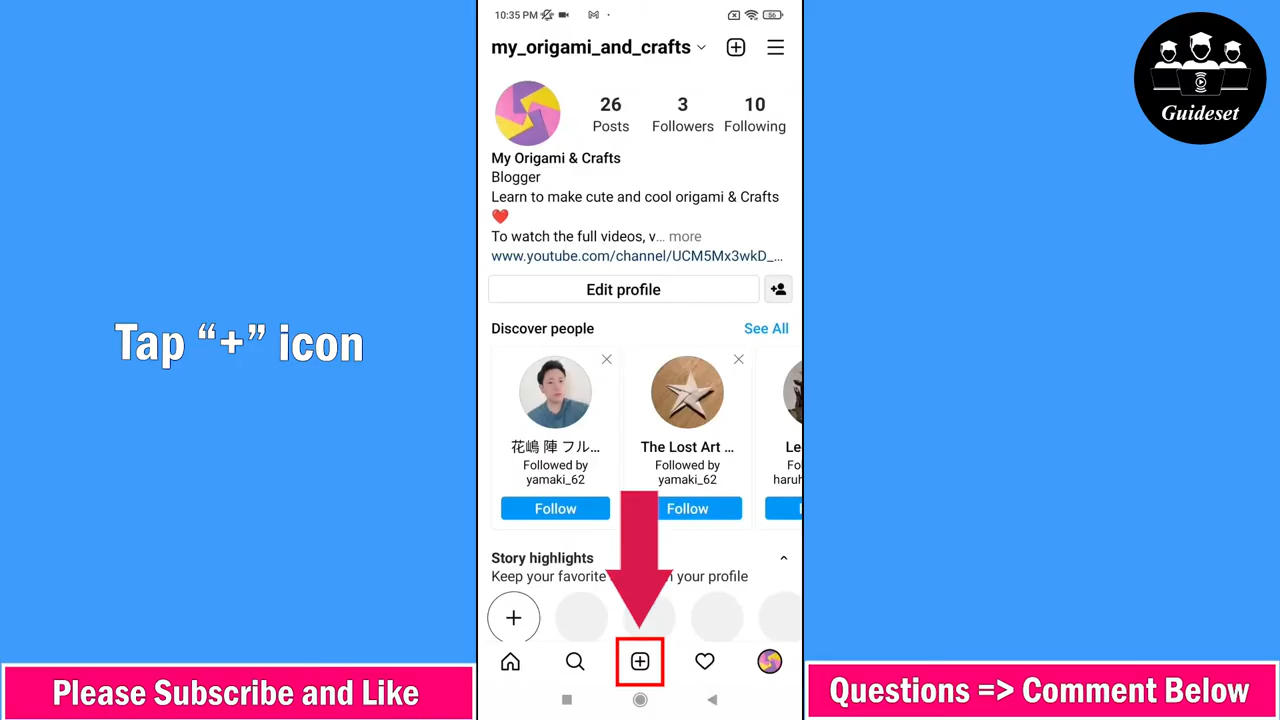 10:35 PM
56
my_origami_and_crafts
26
3
10
Posts
Followers
Following
My Origami & Crafts
Blogger
Learn to make cute and cool origami & Crafts
❤️
To watch the full videos, v... more
www.youtube.com/channel/UCM5Mx3wkD_...
Edit profile
Discover people
See All
花嶋 陣 フル...
Followed by
yamaki_62
Follow
The Lost Art ...
Followed by
yamaki_62
Follow
Le
haruh
Story highlights
Keep your favorite
n your profile
Tap “+” icon
Guideset
Please Subscribe and Like
Questions => Comment Below